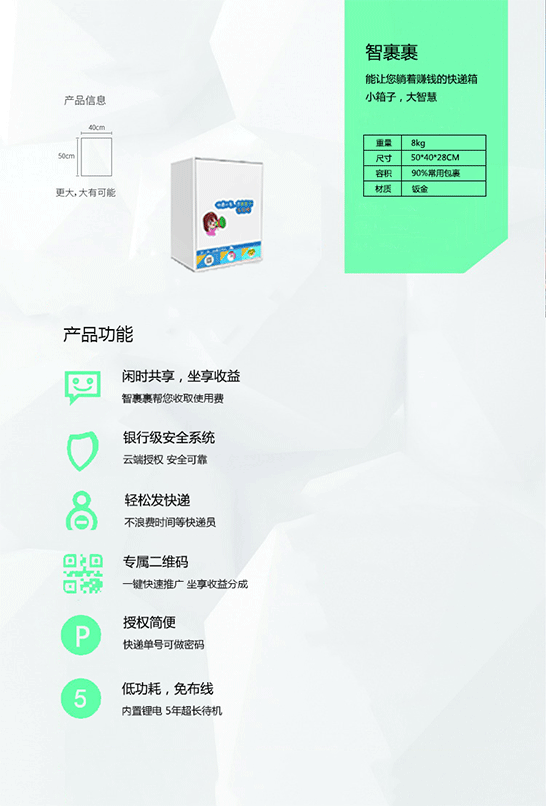 智裹裹
能让您躺着赚钱的快递箱
小箱子，大智慧
重量 8kg
尺寸 50*40*28CM
容积 90%常用包裹
材质 钣金
产品信息
40cm
50cm
更大，大有可能
产品功能
闲时共享，坐享收益
智裹裹帮您收取使用费
银行级安全系统
云端授权 安全可靠
轻松发快递
不浪费时间等快递员
专属二维码
一键快速推广 坐享收益分成
P
授权简便
快递单号可做密码
5
低功耗，免布线
内置锂电 5年超长待机